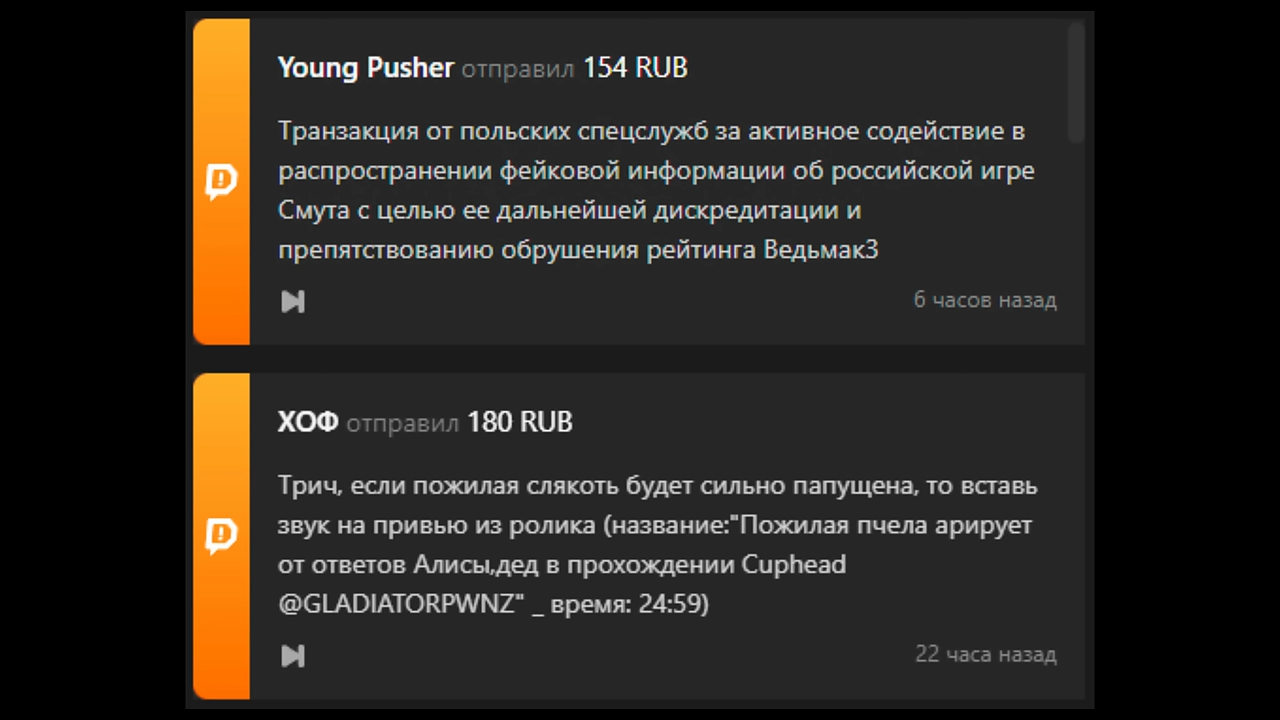 Young Pusher отправил 154 RUB
Транзакция от польских спецслужб за активное содействие в
распространении фейковой информации об российской игре
Смута с целью ее дальнейшей дискредитации и
препятствованию обрушения рейтинга Ведьмак3
6 часов назад
ХОФ отправил 180 RUB
Трич, если пожилая слякоть будет сильно папущена, то вставь
звук на привью из ролика (название:"Пожилая пчела арирует
от ответов Алисы,дед в прохождении Cuphead
@GLADIATORPWNZ" _ время: 24:59)
22 часа назад